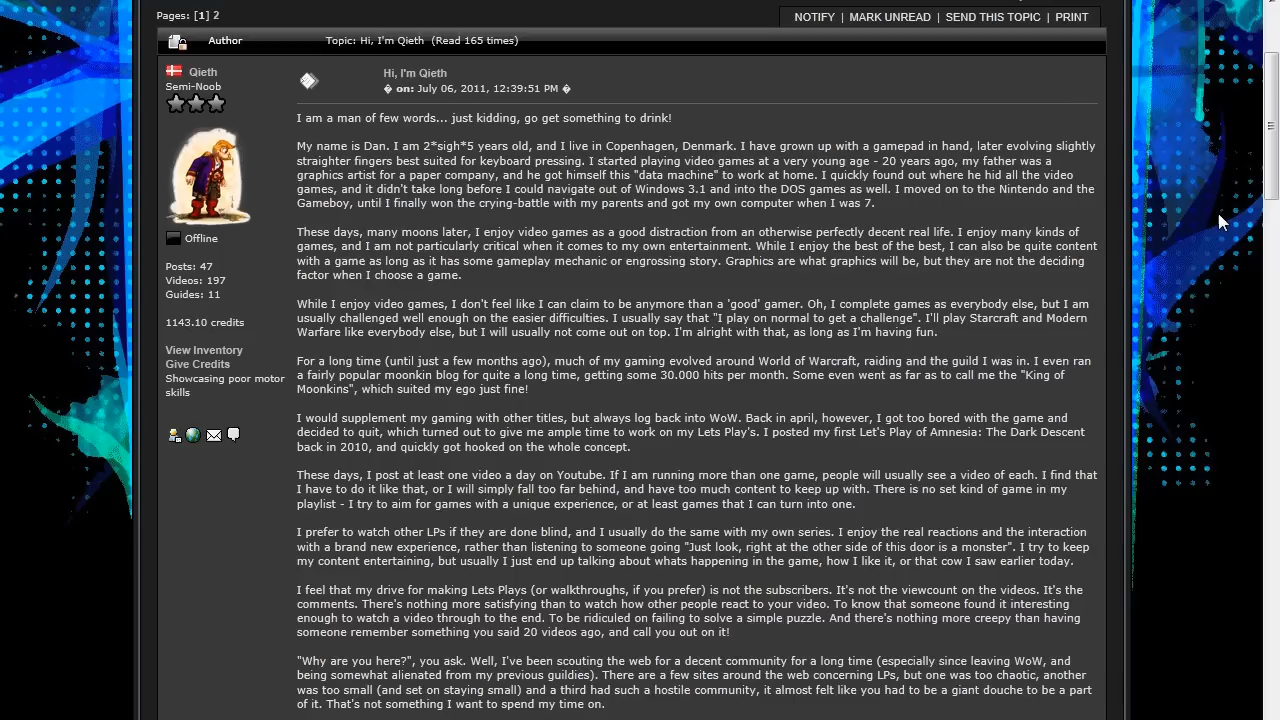 Pages: [1] 2
NOTIFY | MARK UNREAD | SEND THIS TOPIC | PRINT
Author
Topic: Hi, I'm Qieth (Read 165 times)
Qieth
Semi-Noob
Offline
Posts: 47
Videos: 197
Guides: 11
1143.10 credits
View Inventory
Give Credits
Showcasing poor motor
skills
Hi, I'm Qieth
� on: July 06, 2011, 12:39:51 PM �
I am a man of few words... just kidding, go get something to drink!
My name is Dan. I am 2*sigh*5 years old, and I live in Copenhagen, Denmark. I have grown up with a gamepad in hand, later evolving slightly
straighter fingers best suited for keyboard pressing. I started playing video games at a very young age - 20 years ago, my father was a
graphics artist for a paper company, and he got himself this "data machine" to work at home. I quickly found out where he hid all the video
games, and it didn't take long before I could navigate out of Windows 3.1 and into the DOS games as well. I moved on to the Nintendo and the
Gameboy, until I finally won the crying-battle with my parents and got my own computer when I was 7.
These days, many moons later, I enjoy video games as a good distraction from an otherwise perfectly decent real life. I enjoy many kinds of
games, and I am not particularly critical when it comes to my own entertainment. While I enjoy the best of the best, I can also be quite content
with a game as long as it has some gameplay mechanic or engrossing story. Graphics are what graphics will be, but they are not the deciding
factor when I choose a game.
While I enjoy video games, I don't feel like I can claim to be anymore than a 'good' gamer. Oh, I complete games as everybody else, but I am
usually challenged well enough on the easier difficulties. I usually say that "I play on normal to get a challenge". I'll play Starcraft and Modern
Warfare like everybody else, but I will usually not come out on top. I'm alright with that, as long as I'm having fun.
For a long time (until just a few months ago), much of my gaming evolved around World of Warcraft, raiding and the guild I was in. I even ran
a fairly popular moonkin blog for quite a long time, getting some 30.000 hits per month. Some even went as far as to call me the "King of
Moonkins", which suited my ego just fine!
I would supplement my gaming with other titles, but always log back into WoW. Back in april, however, I got too bored with the game and
decided to quit, which turned out to give me ample time to work on my Lets Play's. I posted my first Let's Play of Amnesia: The Dark Descent
back in 2010, and quickly got hooked on the whole concept.
These days, I post at least one video a day on Youtube. If I am running more than one game, people will usually see a video of each. I find that
I have to do it like that, or I will simply fall too far behind, and have too much content to keep up with. There is no set kind of game in my
playlist - I try to aim for games with a unique experience, or at least games that I can turn into one.
I prefer to watch other LPs if they are done blind, and I usually do the same with my own series. I enjoy the real reactions and the interaction
with a brand new experience, rather than listening to someone going "Just look, right at the other side of this door is a monster". I try to keep
my content entertaining, but usually I just end up talking about whats happening in the game, how I like it, or that cow I saw earlier today.
I feel that my drive for making Lets Plays (or walkthroughs, if you prefer) is not the subscribers. It's not the viewcount on the videos. It's the
comments. There's nothing more satisfying than to watch how other people react to your video. To know that someone found it interesting
enough to watch a video through to the end. To be ridiculed on failing to solve a simple puzzle. And there's nothing more creepy than having
someone remember something you said 20 videos ago, and call you out on it!
"Why are you here?", you ask. Well, I've been scouting the web for a decent community for a long time (especially since leaving WoW, and
being somewhat alienated from my previous guildies). There are a few sites around the web concerning LPs, but one was too chaotic, another
was too small (and set on staying small) and a third had such a hostile community, it almost felt like you had to be a giant douche to be a part
of it. That's not something I want to spend my time on.